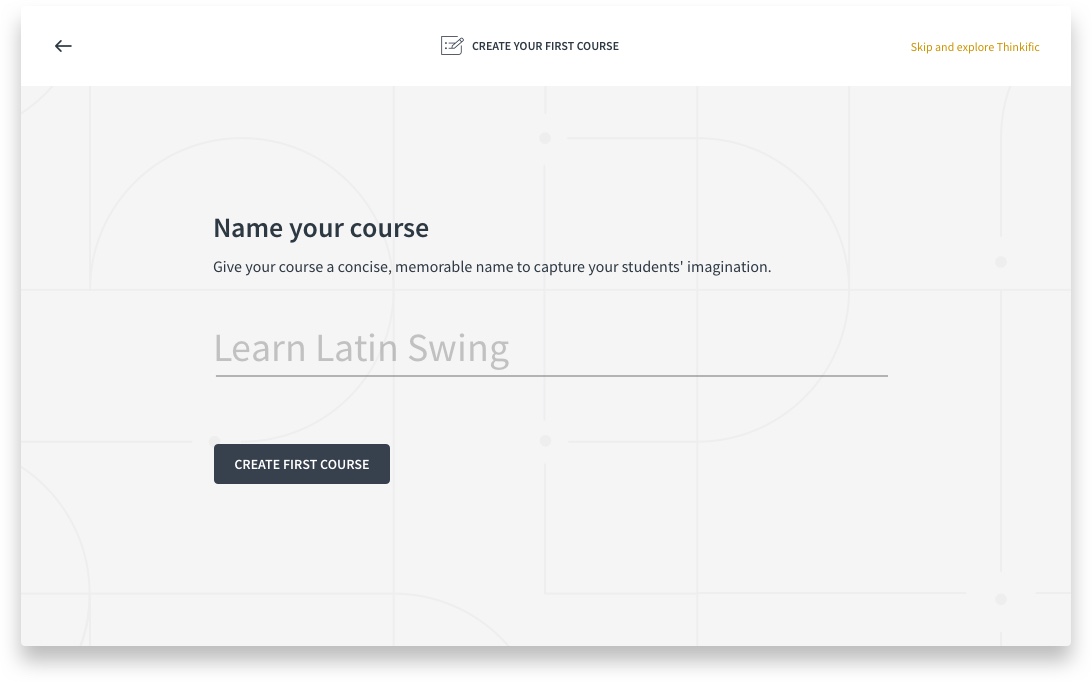 CREATE YOUR FIRST COURSE
Skip and explore Thinkific
Name your course
Give your course a concise, memorable name to capture your students' imagination.
Learn Latin Swing
CREATE FIRST COURSE